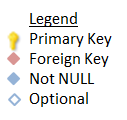 Legend
Primary Key
Foreign Key
Not NULL
Optional